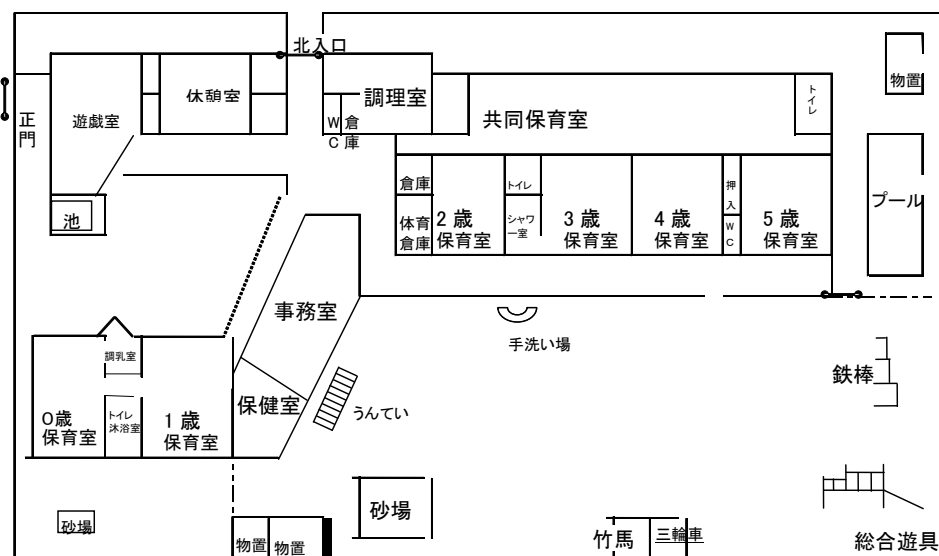 北入口
物置
正門
遊戯室
休憩室
調理室
WC
倉庫
共同保育室
トイレ
プール
池
倉庫
体育
倉庫
2歳
保育室
トイレ
シャワ
ー室
3歳
保育室
4歳
保育室
押入
WC
5歳
保育室
事務室
手洗い場
調乳室
鉄棒
0歳
保育室
トイレ
沐浴室
1歳
保育室
保健室
うんてい
砂場
砂場
物置
物置
竹馬
三輪車
総合遊具